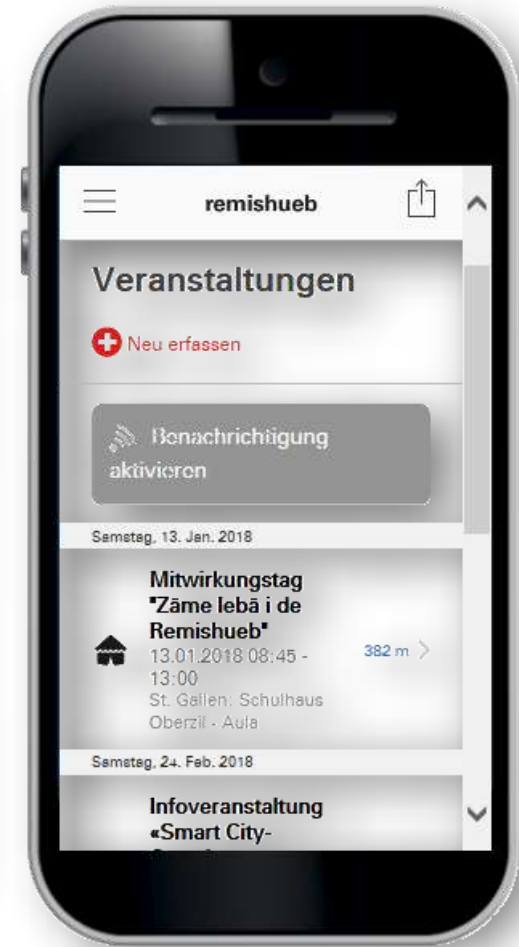 remishueb
Veranstaltungen
Neu erfassen
Benachrichtigung
aktivieren
Samstag, 13. Jan. 2018
Mitwirkungstag
"Zäme lebä i de
Remishueb"
13.01.2018 08:45 -
13:00
382 m
St. Gallen: Schulhaus
Oberzil - Aula
Samstag, 24. Feb. 2018
Infoveranstaltung
«Smart City-